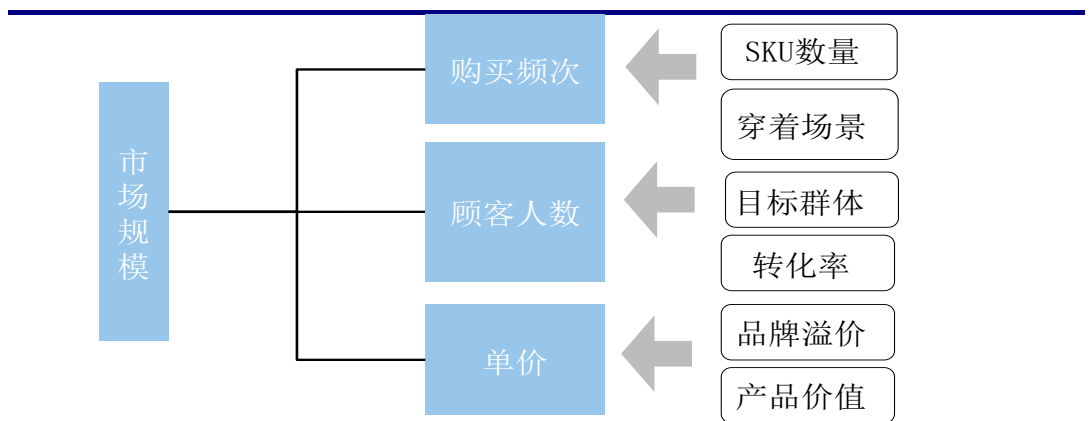 市场规模
购买频次
SKU数量
穿着场景
顾客人数
目标群体
转化率
单价
品牌溢价
产品价值